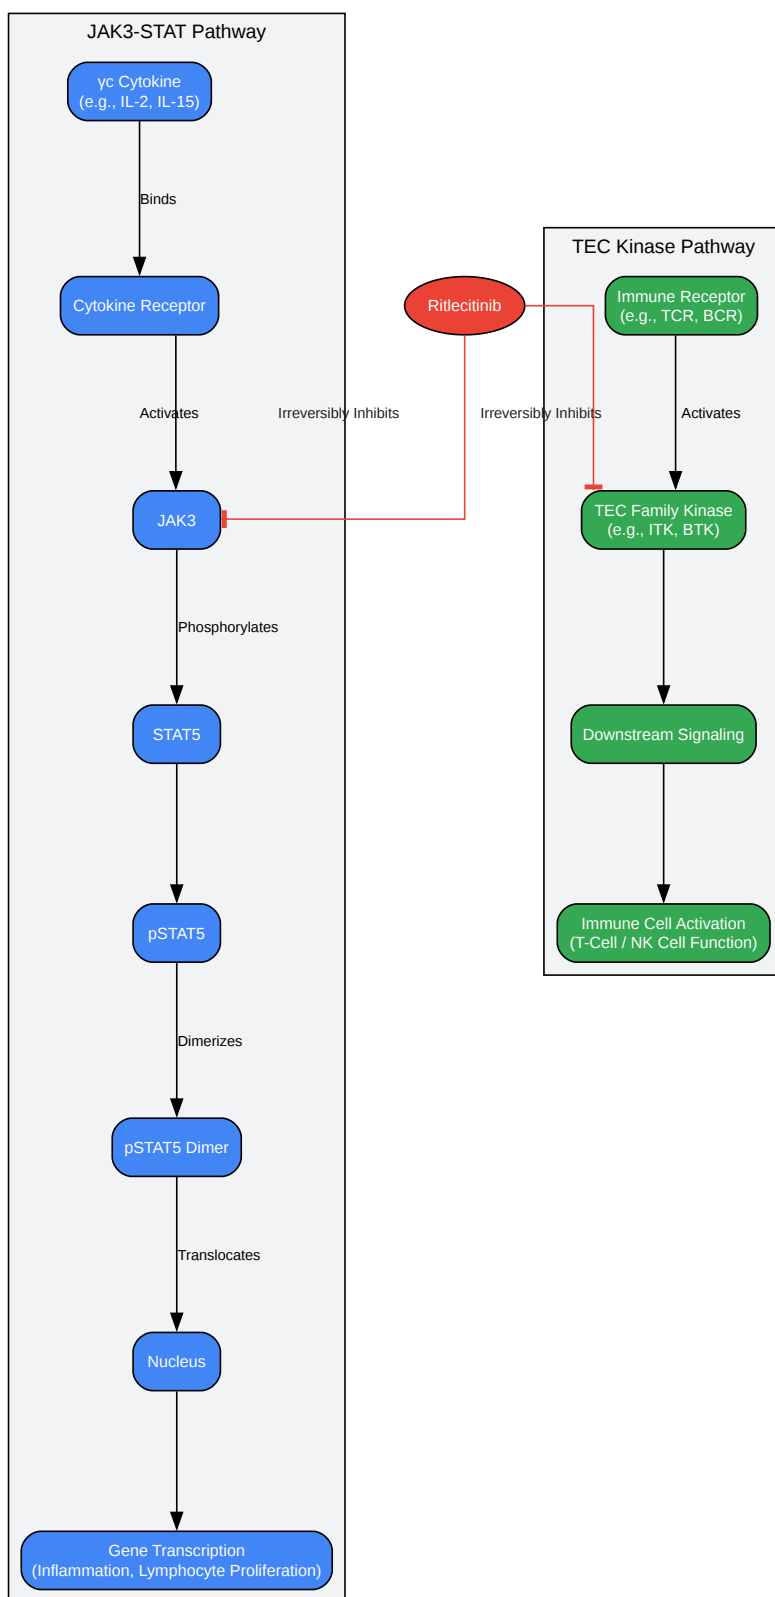 JAK3-STAT Pathway
γc Cytokine
(e.g., IL-2, IL-15)
Binds
Cytokine Receptor
Activates
JAK3
Phosphorylates
STAT5
pSTAT5
Dimerizes
pSTAT5 Dimer
Translocates
Nucleus
Gene Transcription
(Inflammation, Lymphocyte Proliferation)
Ritlecitinib
Irreversibly Inhibits
Irreversibly Inhibits
TEC Kinase Pathway
Immune Receptor
(e.g., TCR, BCR)
Activates
TEC Family Kinase
(e.g., ITK, BTK)
Downstream Signaling
Immune Cell Activation
(T-Cell / NK Cell Function)